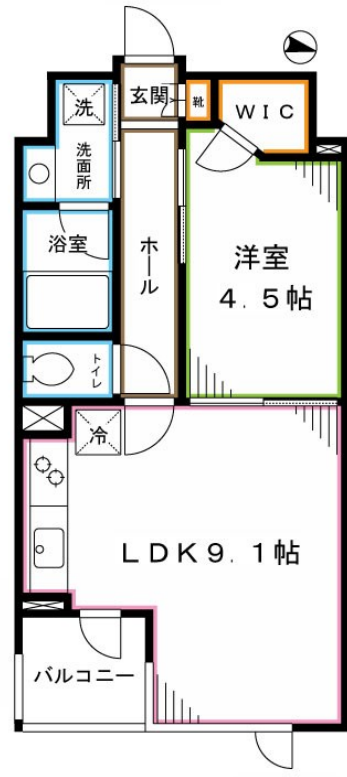 玄関
靴
WIC
洗
洗面所
浴室
ホール
洋室
4.5帖
トイレ
冷
LDK9.1帖
バルコニー